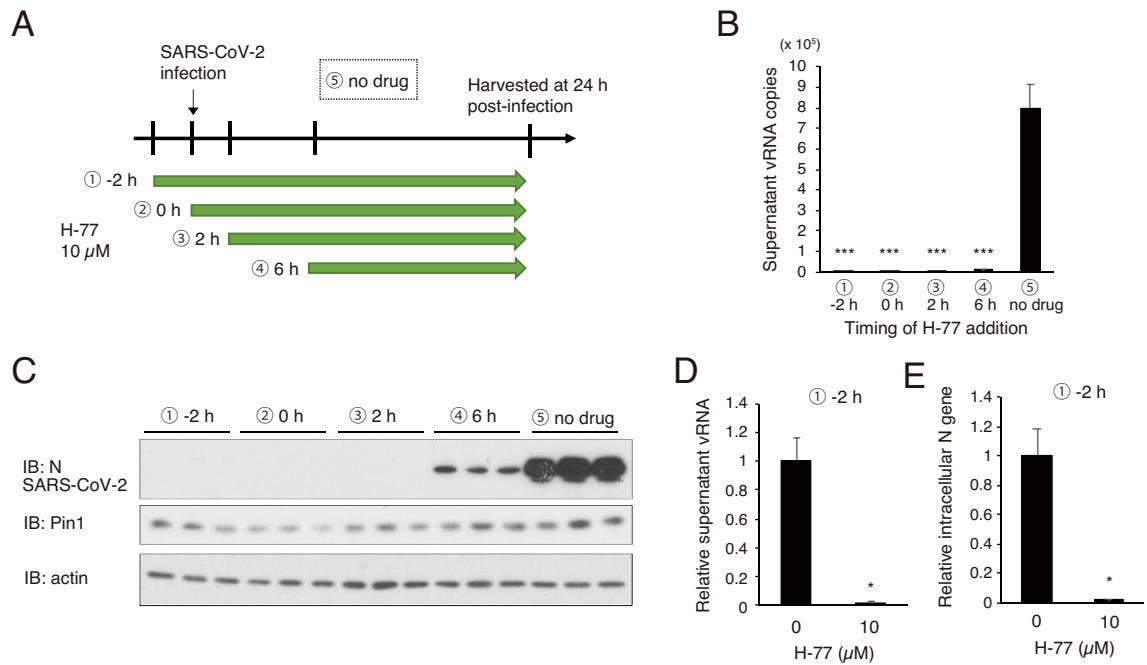 A
SARS-CoV-2
infection
⑤ no drug
Harvested at 24 h
post-infection
① -2 h
② 0 h
③ 2 h
④ 6 h
H-77
10 µM
B
(x 10⁵)
Supernatant vRNA copies
10
9
8
7
6
5
4
3
2
1
0
*** *** *** ***
① ② ③ ④ ⑤
-2 h 0 h 2 h 6 h no drug
Timing of H-77 addition
C
① -2 h ② 0 h ③ 2 h ④ 6 h ⑤ no drug
IB: N
SARS-CoV-2
IB: Pin1
IB: actin
D
① -2 h
Relative supernatant vRNA
1.4
1.2
1
0.8
0.6
0.4
0.2
0
*
0 10
H-77 (µM)
E
① -2 h
Relative intracellular N gene
1.4
1.2
1
0.8
0.6
0.4
0.2
0
*
0 10
H-77 (µM)